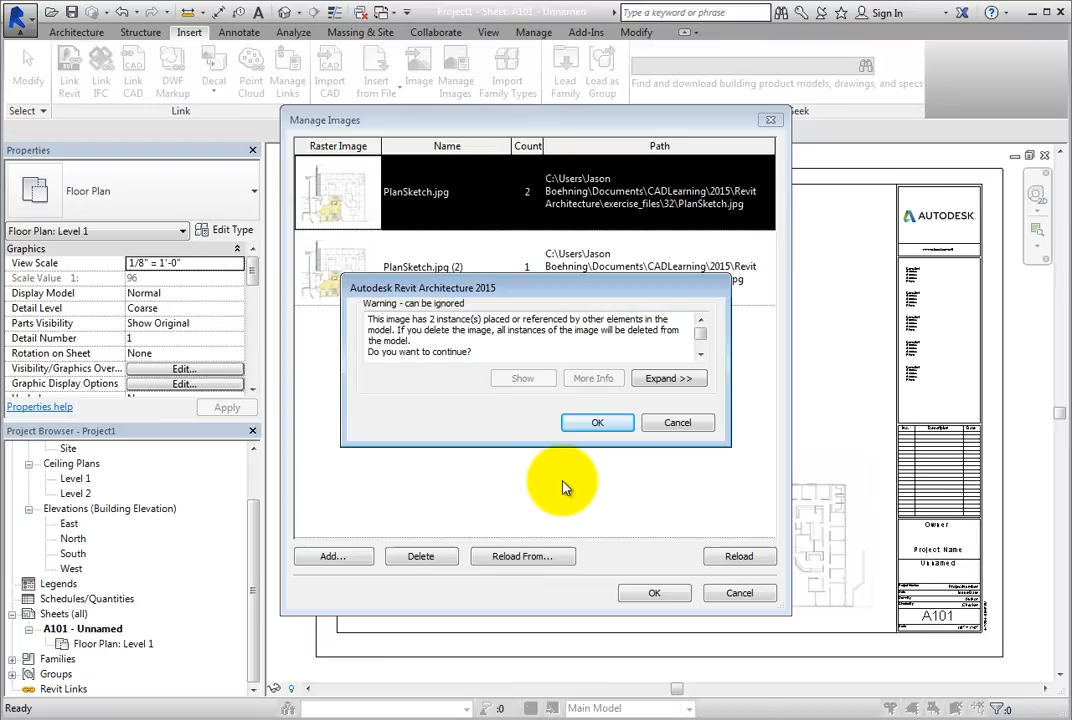 Project1 - Sheet: A101 - Unnamed
Type a keyword or phrase
Sign In
Architecture Structure Insert Annotate Analyze Massing & Site Collaborate View Manage Add-Ins Modify
Modify
Link Revit
Link IFC
Link CAD
DWF Markup
Decal
Point Cloud
Manage Links
Import CAD
Insert from File
Image
Manage Images
Import Family Types
Load Family
Load as Group
Find and download building product models, drawings, and specs
Select
Link
Seek
Properties
Floor Plan
Floor Plan: Level 1
Edit Type
Graphics
View Scale 1/8" = 1'-0"
Scale Value 1: 96
Display Model Normal
Detail Level Coarse
Parts Visibility Show Original
Detail Number 1
Rotation on Sheet None
Visibility/Graphics Over... Edit...
Graphic Display Options Edit...
Properties help
Apply
Project Browser - Project1
Site
Ceiling Plans
Level 1
Level 2
Elevations (Building Elevation)
East
North
South
West
Legends
Schedules/Quantities
Sheets (all)
A101 - Unnamed
Floor Plan: Level 1
Families
Groups
Revit Links
Manage Images
Raster Image Name Count Path
PlanSketch.jpg 2
C:\Users\Jason
Boehning\Documents\CADLearning\2015\Revit
Architecture\exercise_files\32\PlanSketch.jpg
PlanSketch.jpg (2) 1
C:\Users\Jason
Boehning\Documents\CADLearning\2015\Revit
Autodesk Revit Architecture 2015
Warning - can be ignored
This image has 2 instance(s) placed or referenced by other elements in the
model. If you delete the image, all instances of the image will be deleted from
the model.
Do you want to continue?
Show More Info Expand >>
OK Cancel
Add... Delete Reload From... Reload
OK Cancel
AUTODESK
Owner
Project Name
Unnamed
A101
Ready
:0
Main Model
:0